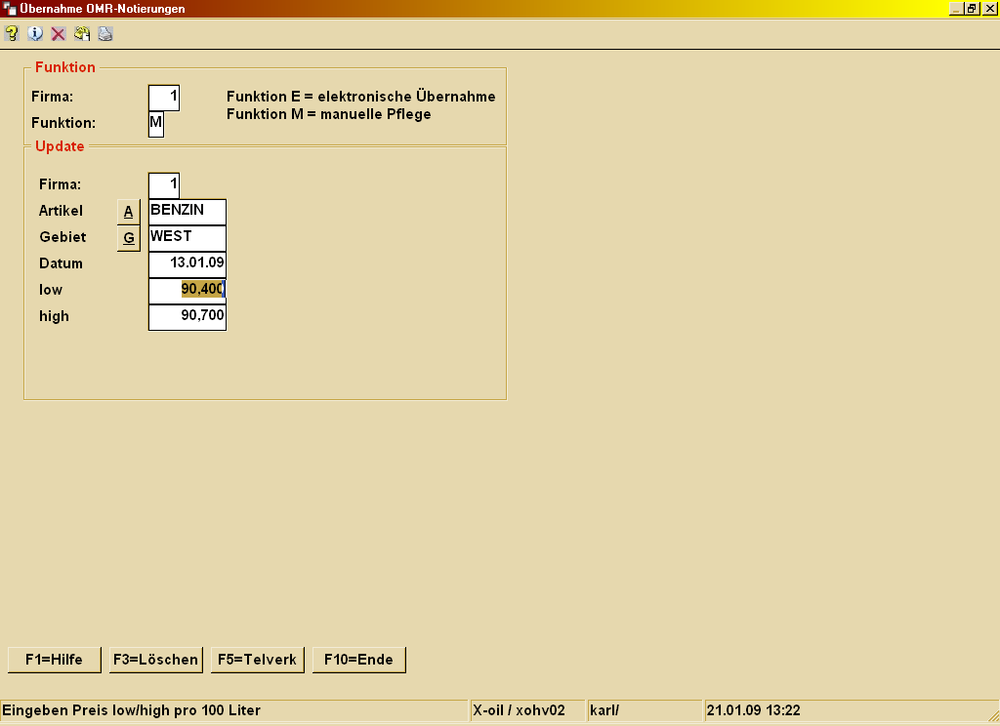 Übernahme OMR-Notierungen
Funktion
Firma: 1 Funktion E = elektronische Übernahme
Funktion M = manuelle Pflege
Funktion: M
Update
Firma: 1
Artikel A BENZIN
Gebiet G WEST
Datum 13.01.09
low 90,400
high 90,700
F1=Hilfe F3=Löschen F5=Telverk F10=Ende
Eingeben Preis low/high pro 100 Liter X-oil / xohv02 karl/ 21.01.09 13:22